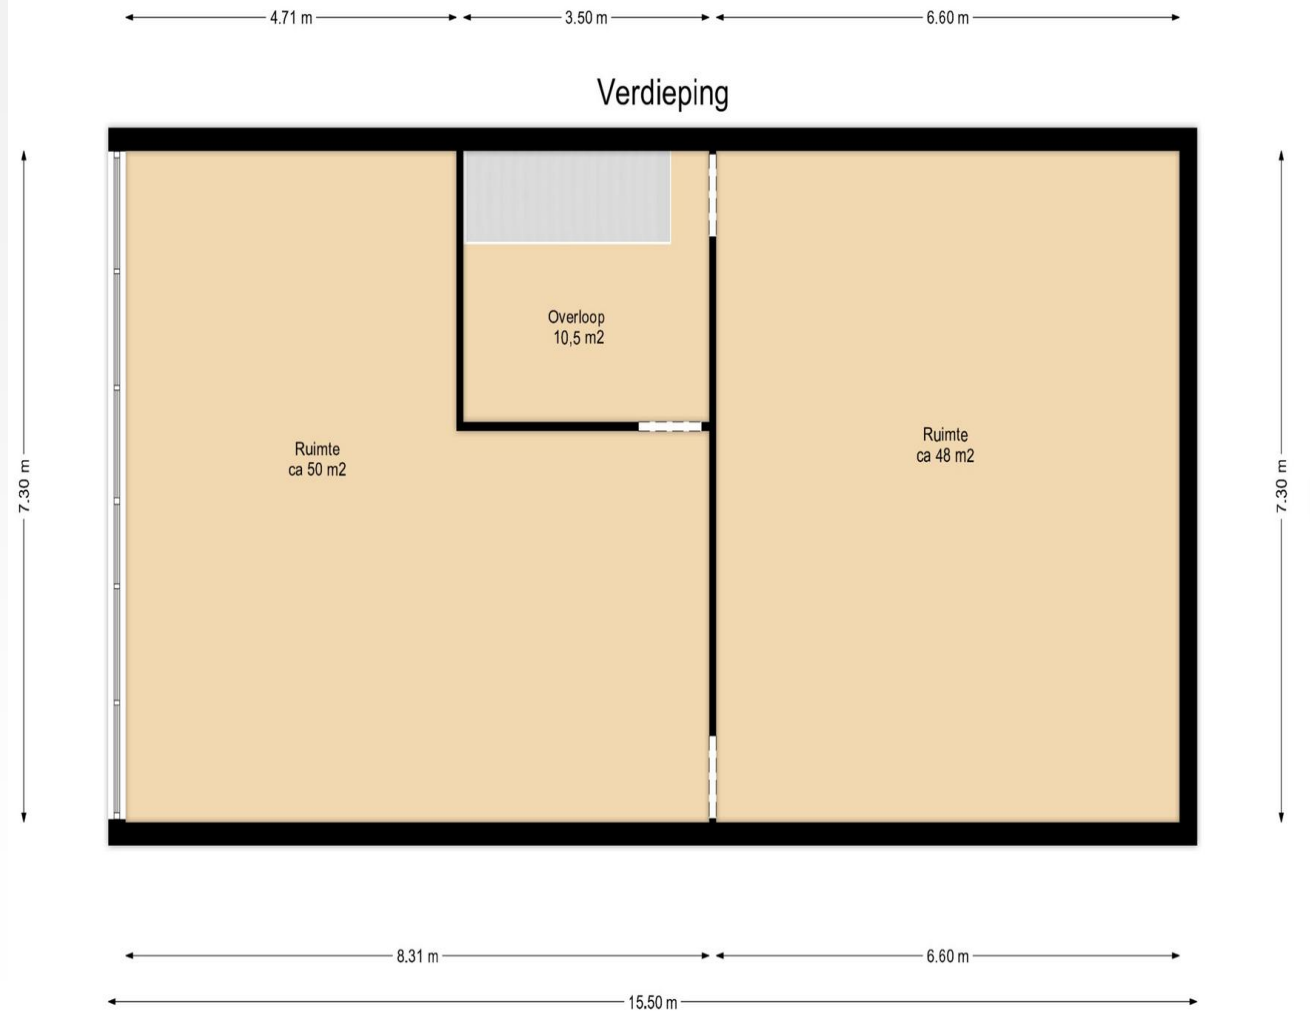 4.71 m
3.50 m
6.60 m
Verdieping
Overloop
10,5 m2
Ruimte
ca 50 m2
Ruimte
ca 48 m2
7.30 m
7.30 m
8.31 m
6.60 m
15.50 m